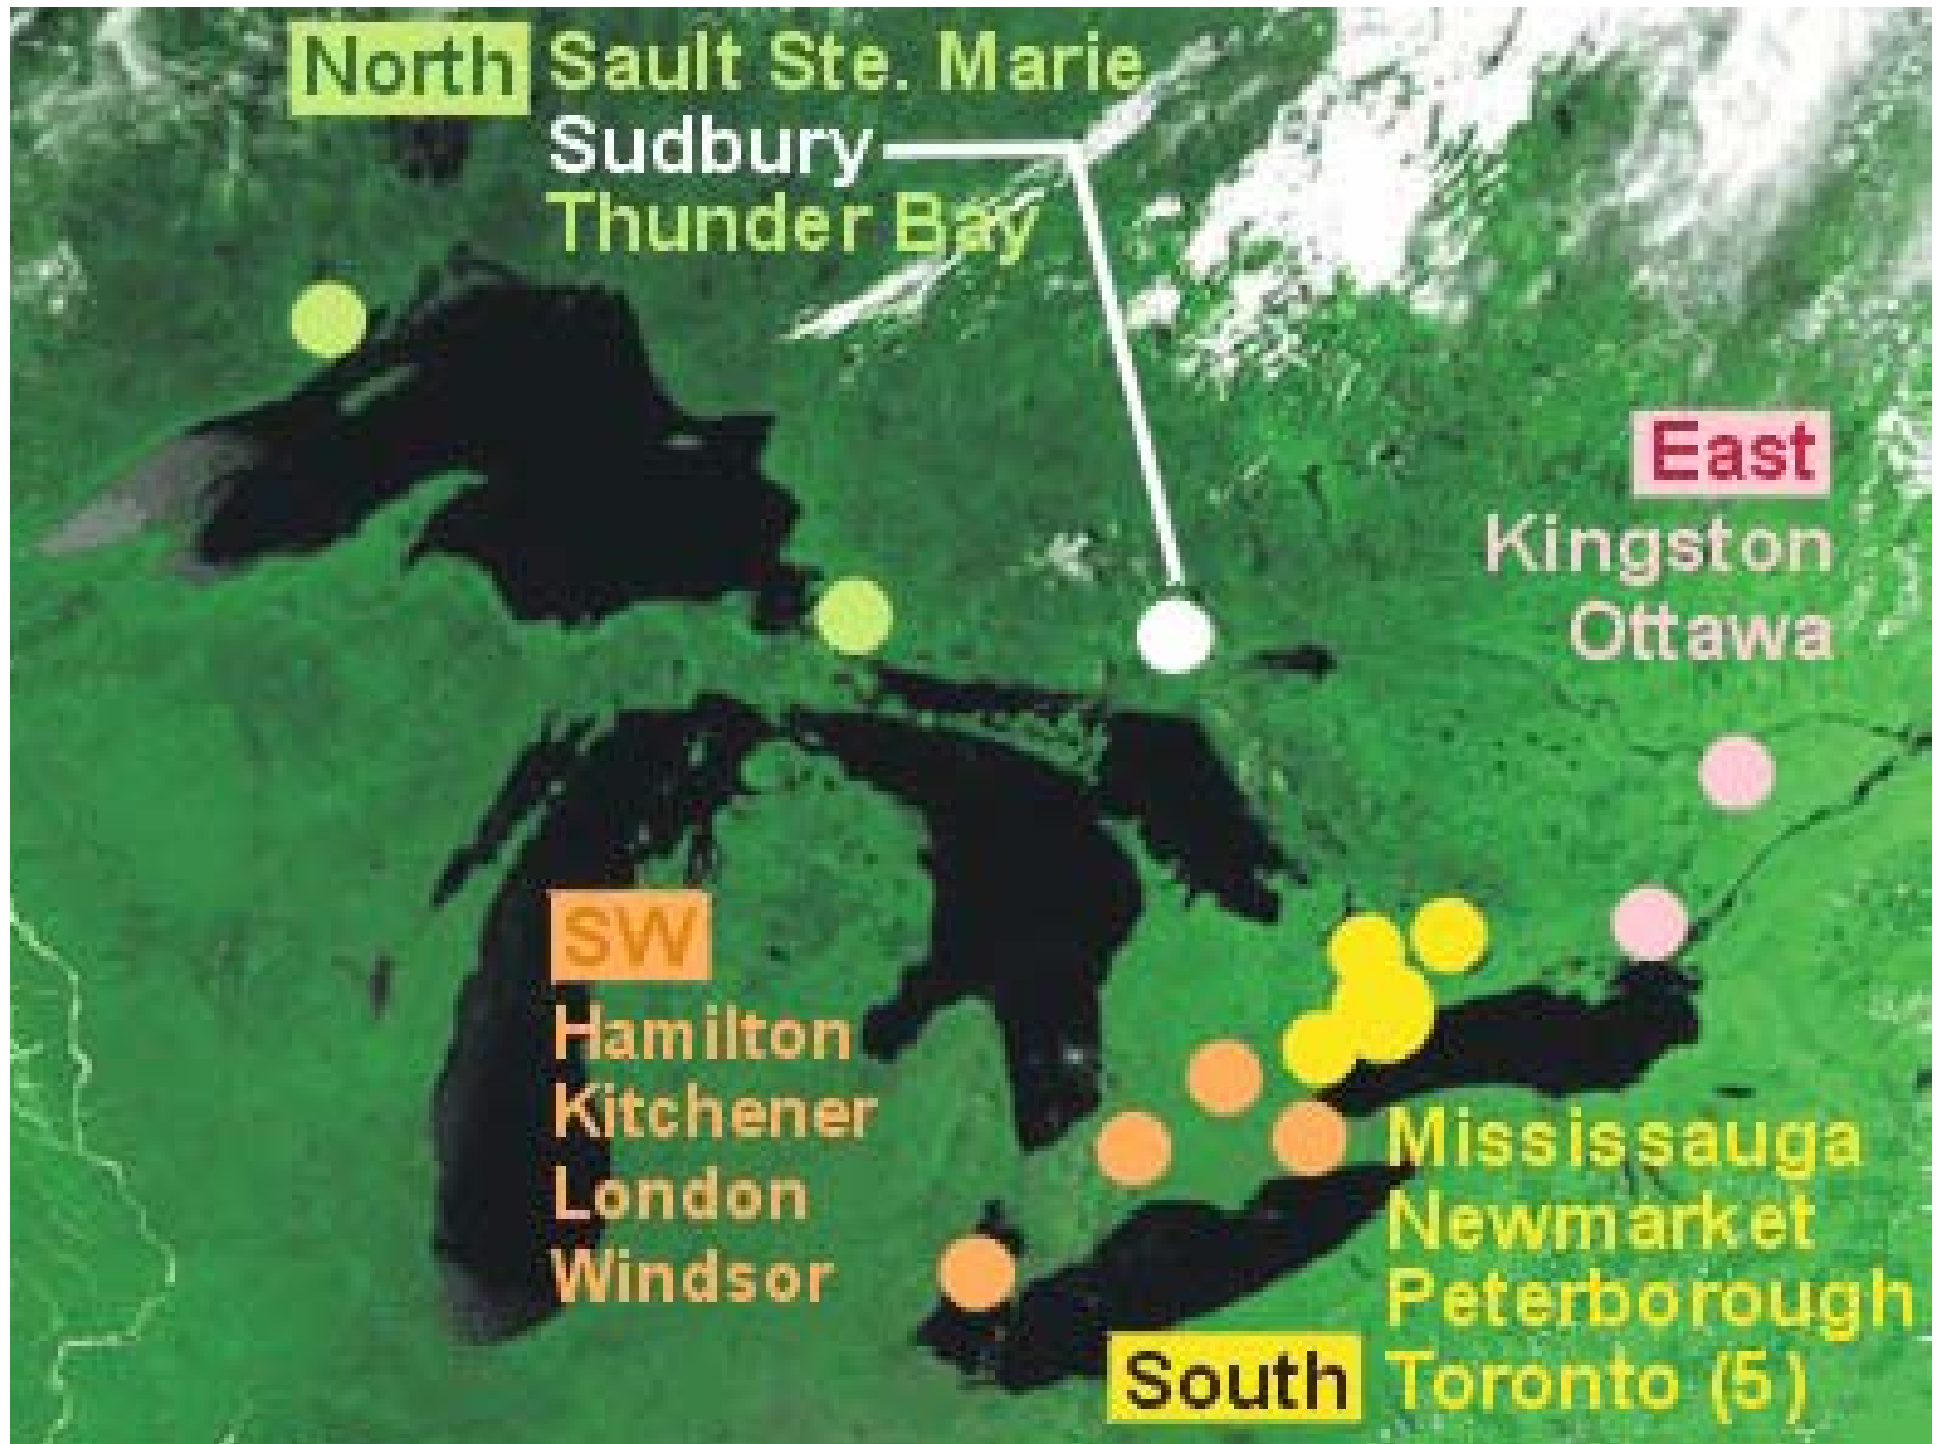 North Sault Ste. Marie
Sudbury
Thunder Bay
East
Kingston
Ottawa
SW
Hamilton
Kitchener
London
Windsor
Mississauga
Newmarket
Peterborough
South Toronto (5)